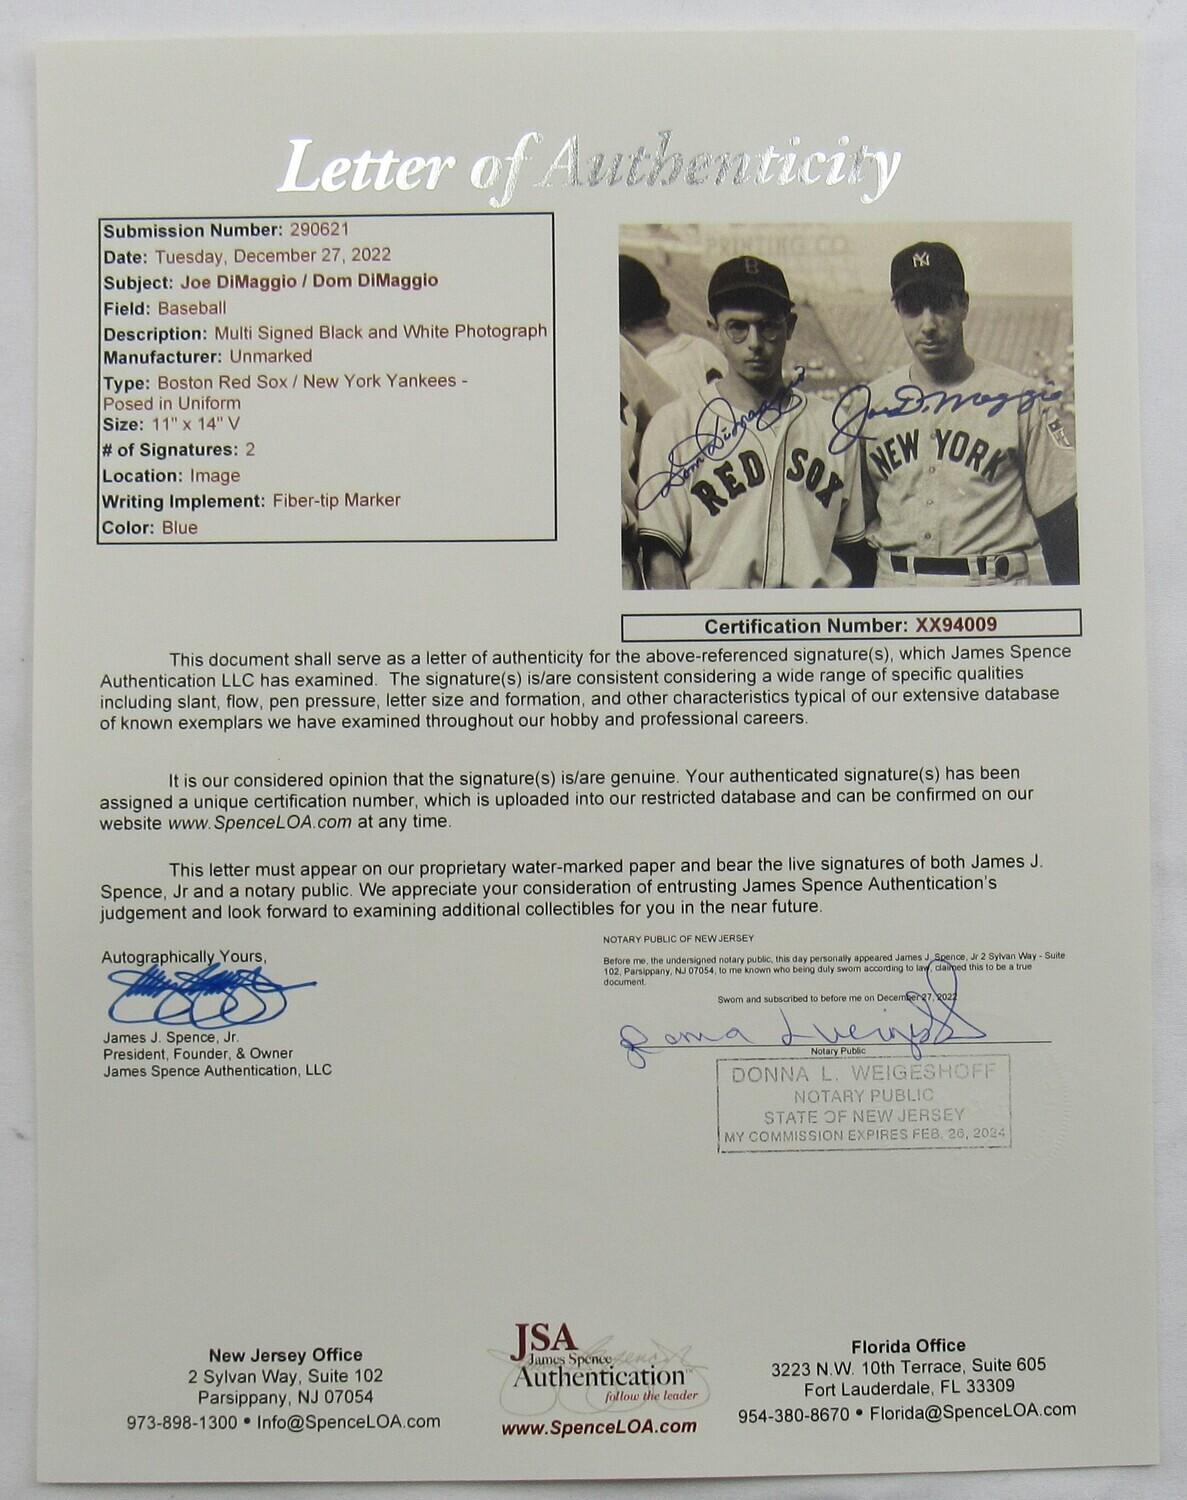 Letter of Authenticity
Submission Number: 290621
Date: Tuesday, December 27, 2022
Subject: Joe DiMaggio / Dom DiMaggio
Field: Baseball
Description: Multi Signed Black and White Photograph
Manufacturer: Unmarked
Type: Boston Red Sox / New York Yankees -
Posed in Uniform
Size: 11" x 14" V
# of Signatures: 2
Location: Image
Writing Implement: Fiber-tip Marker
Color: Blue
PRINTING CO.
B
NY
Dom DiMaggio
Joe DiMaggio
RED SOX
NEW YORK
Certification Number: XX94009
This document shall serve as a letter of authenticity for the above-referenced signature(s), which James Spence
Authentication LLC has examined. The signature(s) is/are consistent considering a wide range of specific qualities
including slant, flow, pen pressure, letter size and formation, and other characteristics typical of our extensive database
of known exemplars we have examined throughout our hobby and professional careers.
It is our considered opinion that the signature(s) is/are genuine. Your authenticated signature(s) has been
assigned a unique certification number, which is uploaded into our restricted database and can be confirmed on our
website www.SpenceLOA.com at any time.
This letter must appear on our proprietary water-marked paper and bear the live signatures of both James J.
Spence, Jr and a notary public. We appreciate your consideration of entrusting James Spence Authentication's
judgement and look forward to examining additional collectibles for you in the near future.
Autographically Yours,
James J. Spence, Jr.
President, Founder, & Owner
James Spence Authentication, LLC
NOTARY PUBLIC OF NEW JERSEY
Before me, the undersigned notary public, this day personally appeared James J. Spence, Jr 2 Sylvan Way - Suite
102, Parsippany, NJ 07054, to me known who being duly sworn according to law, claimed this to be a true
document.
Sworn and subscribed to before me on December 27, 2022
Donna L Weigeshoff
Notary Public
DONNA L. WEIGESHOFF
NOTARY PUBLIC
STATE OF NEW JERSEY
MY COMMISSION EXPIRES FEB. 26, 2024
New Jersey Office
2 Sylvan Way, Suite 102
Parsippany, NJ 07054
973-898-1300 • Info@SpenceLOA.com
JSA
James Spence
Authentication™
follow the leader
www.SpenceLOA.com
Florida Office
3223 N.W. 10th Terrace, Suite 605
Fort Lauderdale, FL 33309
954-380-8670 • Florida@SpenceLOA.com